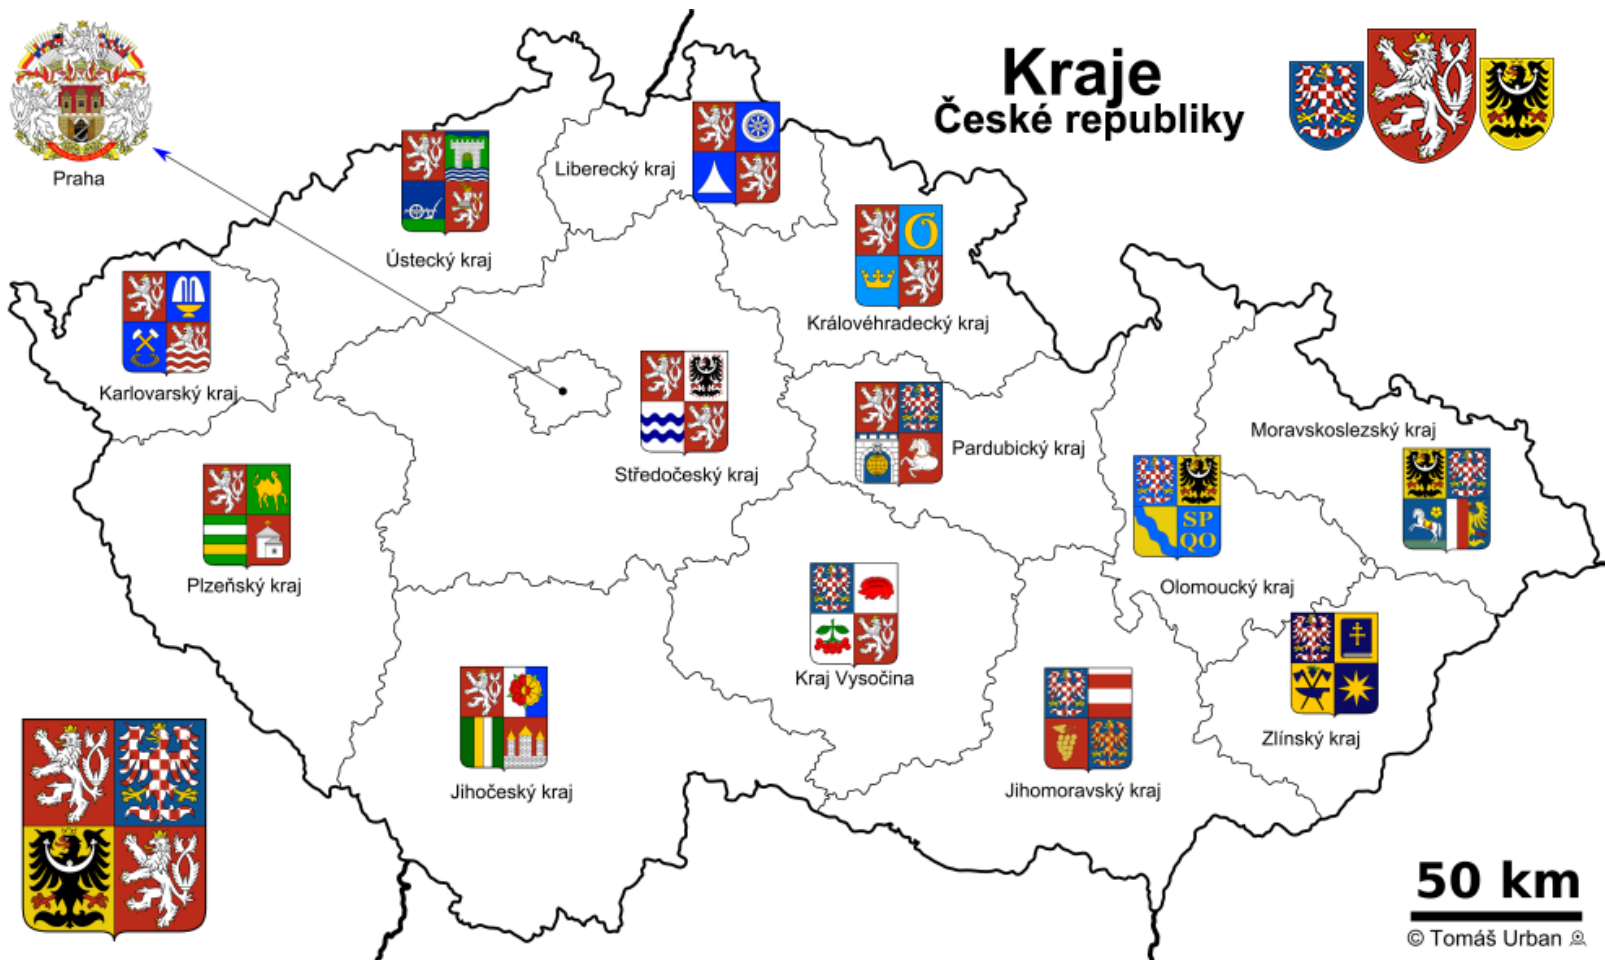 Kraje
České republiky
Praha
Liberecký kraj
Ústecký kraj
Královéhradecký kraj
Karlovarský kraj
Moravskoslezský kraj
Pardubický kraj
Středočeský kraj
SP
QO
Plzeňský kraj
Olomoucký kraj
Kraj Vysočina
Zlínský kraj
Jihočeský kraj
Jihomoravský kraj
50 km
© Tomáš Urban